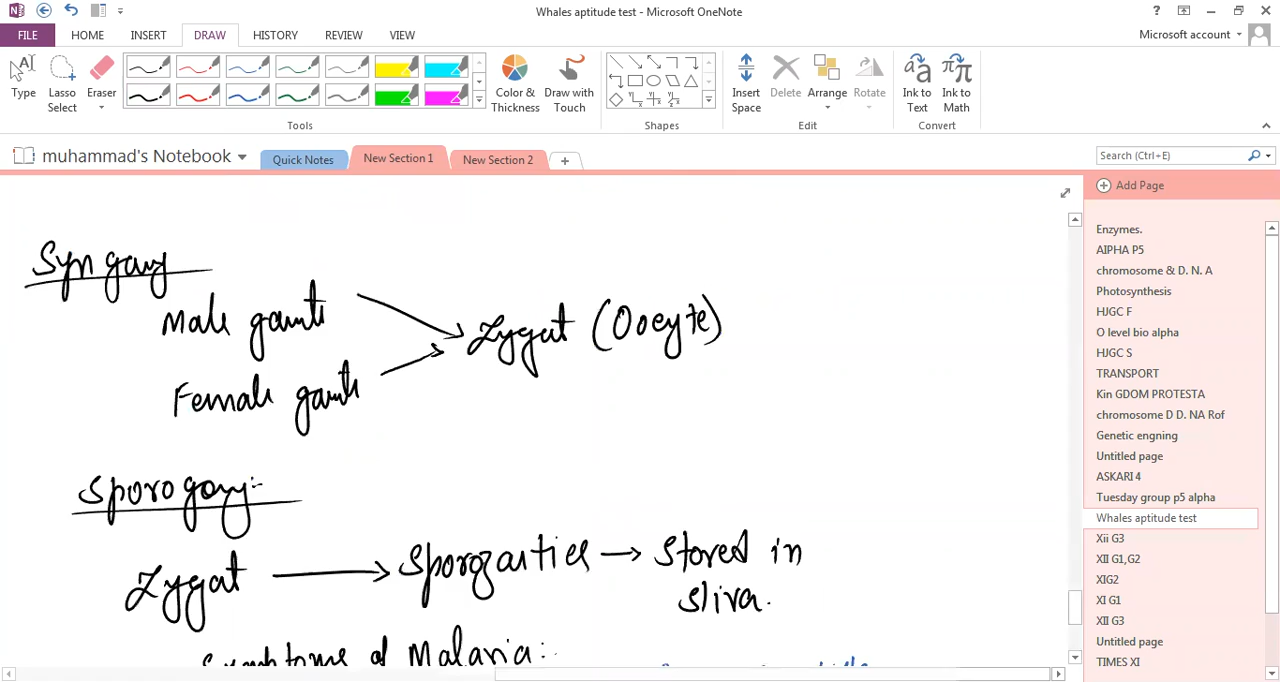 Whales aptitude test - Microsoft OneNote
FILE HOME INSERT DRAW HISTORY REVIEW VIEW
Microsoft account
Type Lasso Select Eraser Color & Thickness Draw with Touch Insert Space Delete Arrange Rotate Ink to Text Ink to Math
Tools Shapes Edit Convert
muhammad's Notebook Quick Notes New Section 1 New Section 2 +
Search (Ctrl+E)
Add Page
Enzymes.
AIPHA P5
chromosome & D. N. A
Photosynthesis
HJGC F
O level bio alpha
HJGC S
TRANSPORT
Kin GDOM PROTESTA
chromosome D D. NA Rof
Genetic engning
Untitled page
ASKARI 4
Tuesday group p5 alpha
Whales aptitude test
Xii G3
XII G1,G2
XIG2
XI G1
XII G3
Untitled page
TIMES XI
Syngamy
Male gamte
Zygat (Oocyte)
Female gamte
Sporogony:-
Zygat → Sporozoarties → Stored in
sliva.
Symptoms of Malaria:-